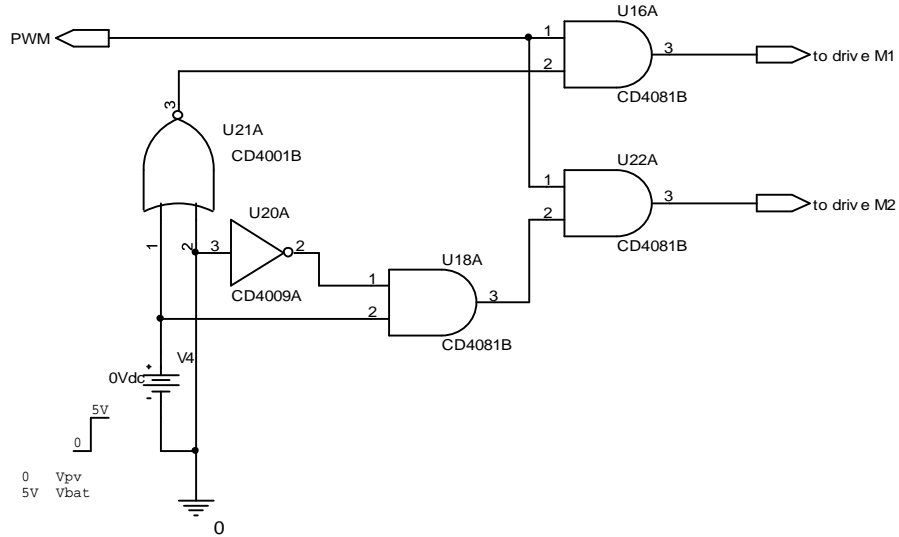 U16A
PWM
1
3
to drive M1
2
CD4081B
3
U21A
CD4001B
U22A
1
3
to drive M2
2
CD4081B
U20A
1
2
3
2
CD4009A
U18A
1
3
2
CD4081B
V4
0Vdc
+
-
5V
0
0 Vpv
5V Vbat
0